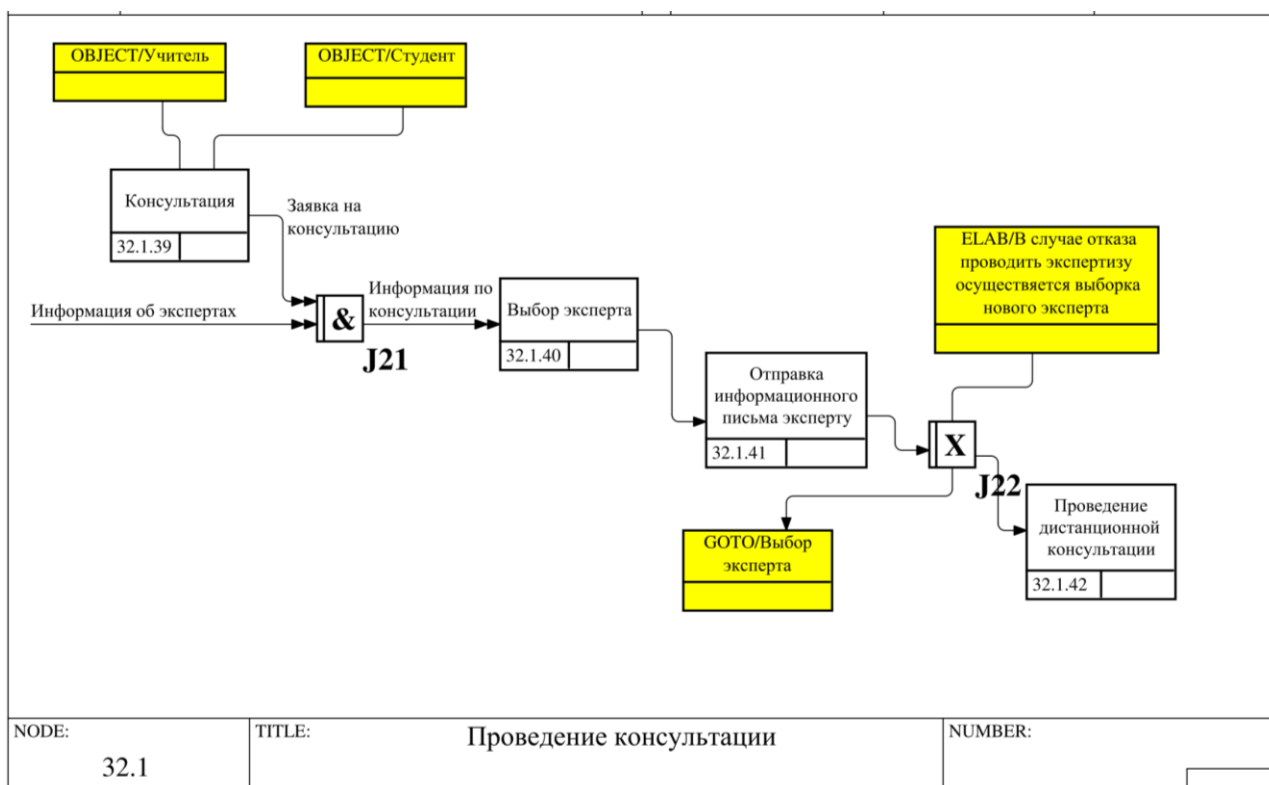 OBJECT/Учитель
OBJECT/Студент
Консультация
32.1.39
Заявка на
консультацию
Информация об экспертах
&
J21
Информация по
консультации
Выбор эксперта
32.1.40
Отправка
информационного
письма эксперту
32.1.41
ELAB/В случае отказа
проводить экспертизу
осуществяется выборка
нового эксперта
X
J22
GOTO/Выбор
эксперта
Проведение
дистанционной
консультации
32.1.42
NODE:
32.1
TITLE:
Проведение консультации
NUMBER: